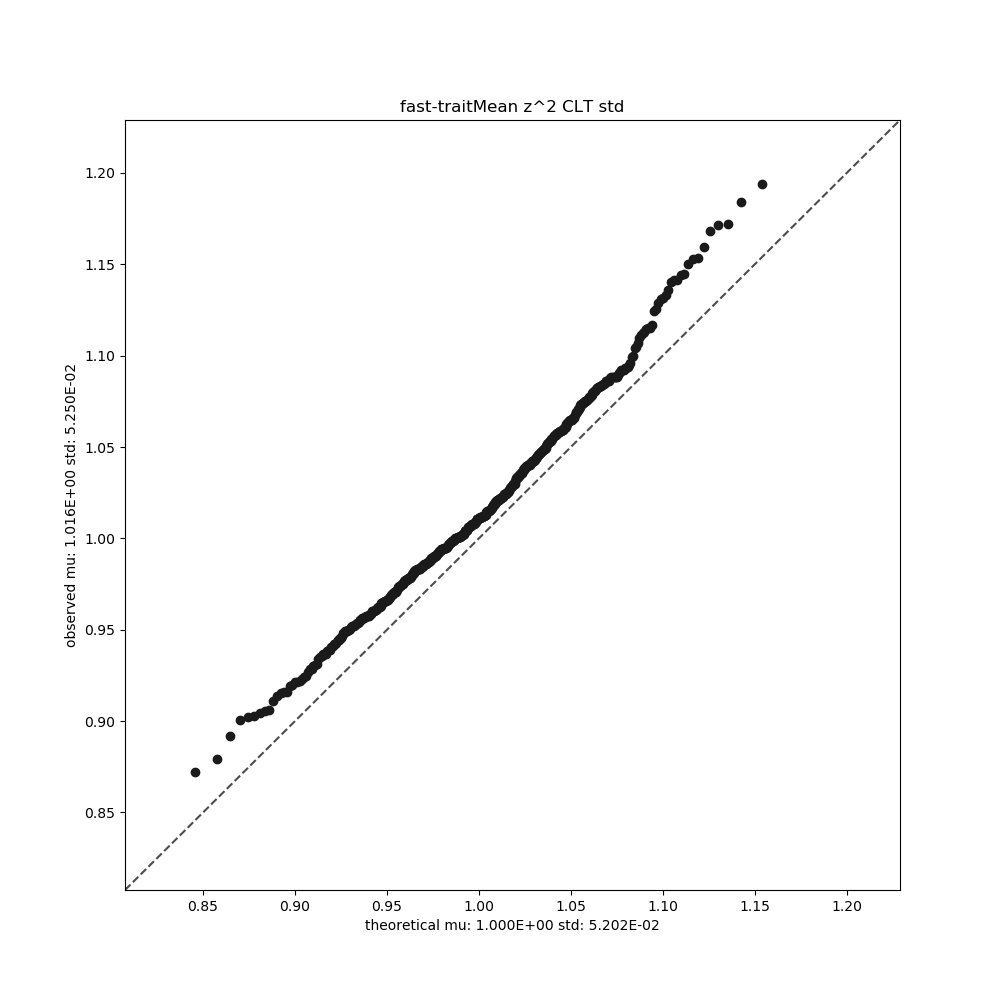 fast-traitMean z^2 CLT std
1.20
1.15
1.10
1.05
1.00
0.95
0.90
0.85
observed mu: 1.016E+00 std: 5.250E-02
0.85 0.90 0.95 1.00 1.05 1.10 1.15 1.20
theoretical mu: 1.000E+00 std: 5.202E-02